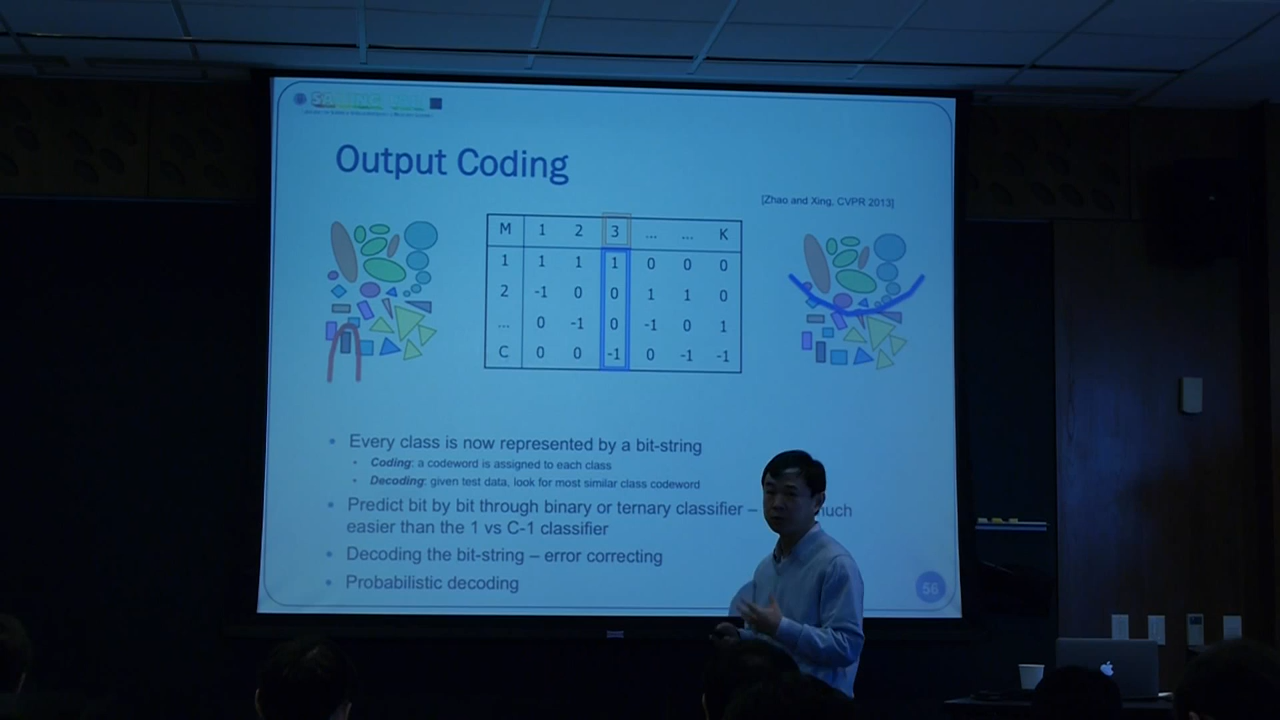 Output Coding
[Zhao and Xing, CVPR 2013]
M 1 2 3 ... ... K
1 1 1 1 0 0 0
2 -1 0 0 1 1 0
... 0 -1 0 -1 0 1
C 0 0 -1 0 -1 -1
• Every class is now represented by a bit-string
• Coding: a codeword is assigned to each class
• Decoding: given test data, look for most similar class codeword
• Predict bit by bit through binary or ternary classifier –
easier than the 1 vs C-1 classifier
• Decoding the bit-string – error correcting
• Probabilistic decoding
56